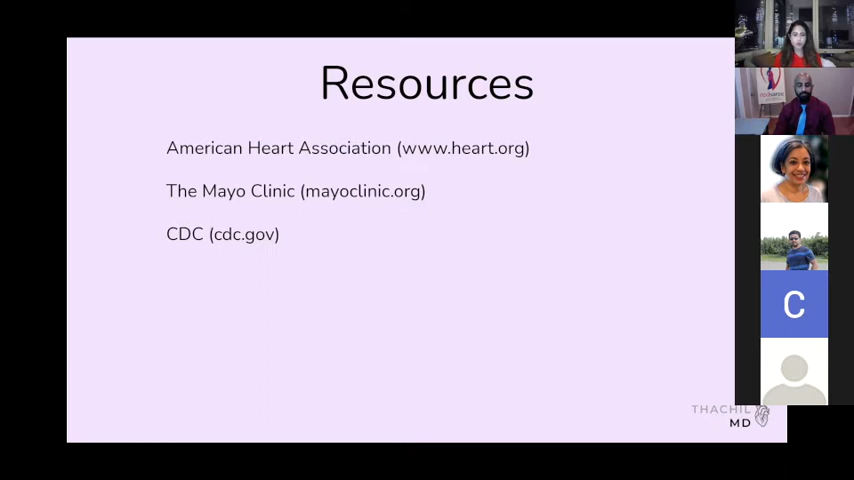 Resources
American Heart Association (www.heart.org)
The Mayo Clinic (mayoclinic.org)
CDC (cdc.gov)
C
THACHIL
MD